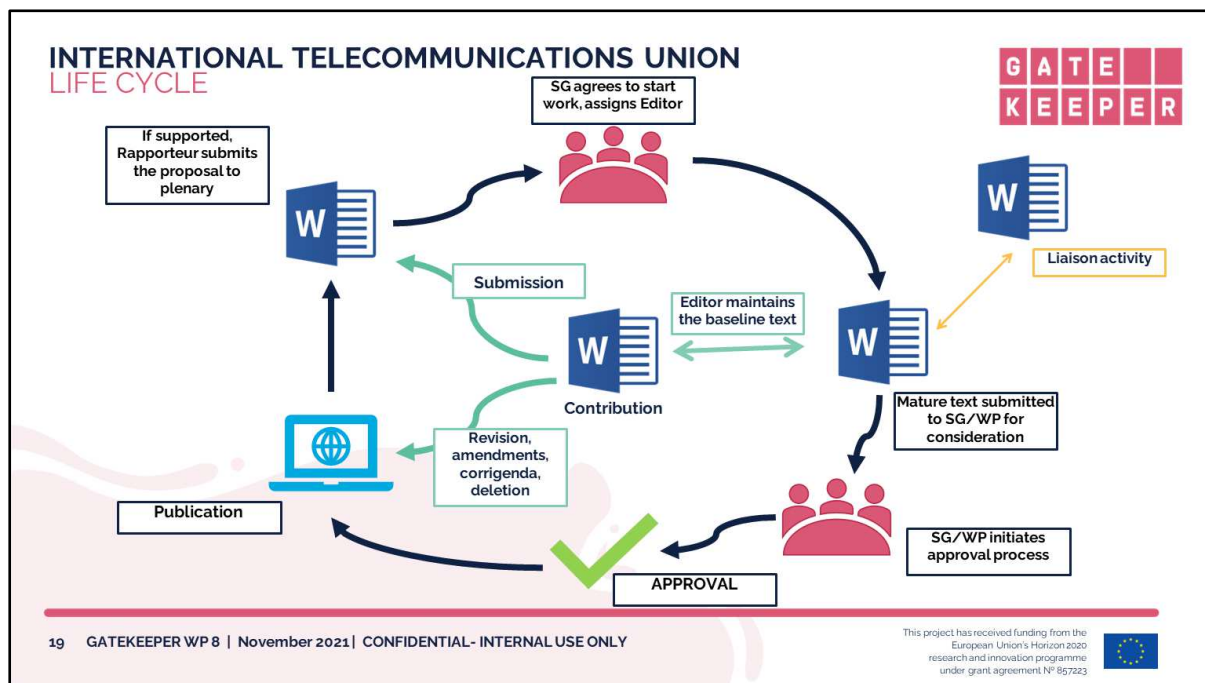 INTERNATIONAL TELECOMMUNICATIONS UNION
LIFE CYCLE
GATE
KEEPER
SG agrees to start
work, assigns Editor
If supported,
Rapporteur submits
the proposal to
plenary
W
W
Liaison activity
Submission
Editor maintains
the baseline text
W
W
Contribution
Mature text submitted
to SG/WP for
consideration
Revision,
amendments,
corrigenda,
deletion
Publication
SG/WP initiates
approval process
APPROVAL
19 GATEKEEPER WP 8 | November 2021 | CONFIDENTIAL- INTERNAL USE ONLY
This project has received funding from the
European Union's Horizon 2020
research and innovation programme
under grant agreement Nº 857223